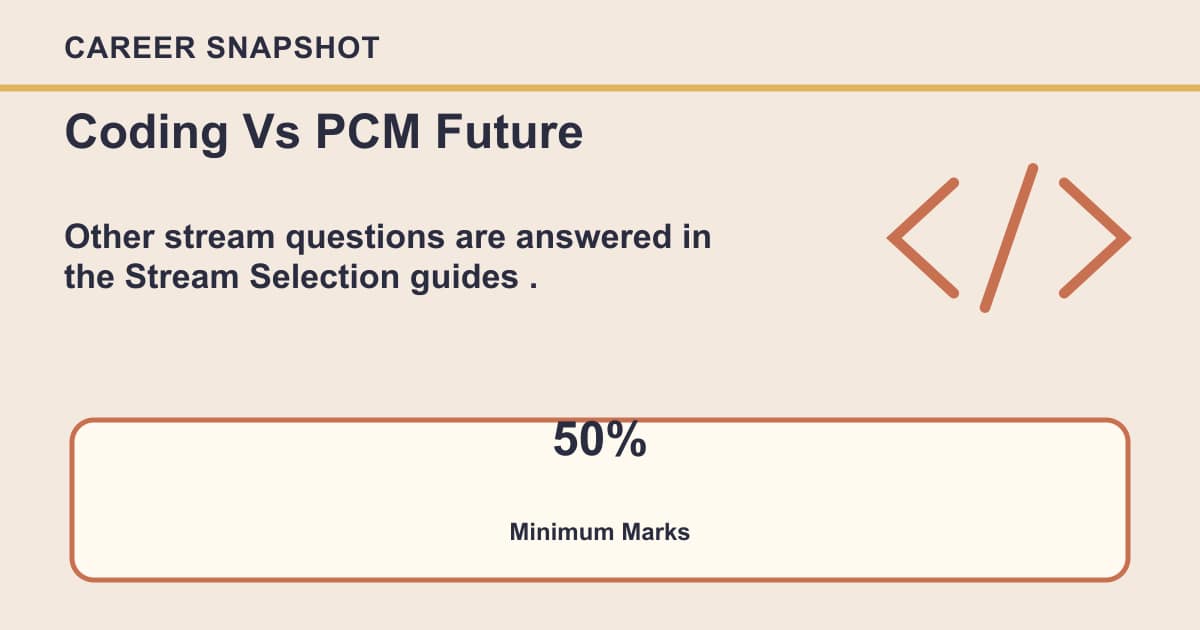 CAREER SNAPSHOT
Coding Vs PCM Future
Other stream questions are answered in
the Stream Selection guides .
50%
Minimum Marks